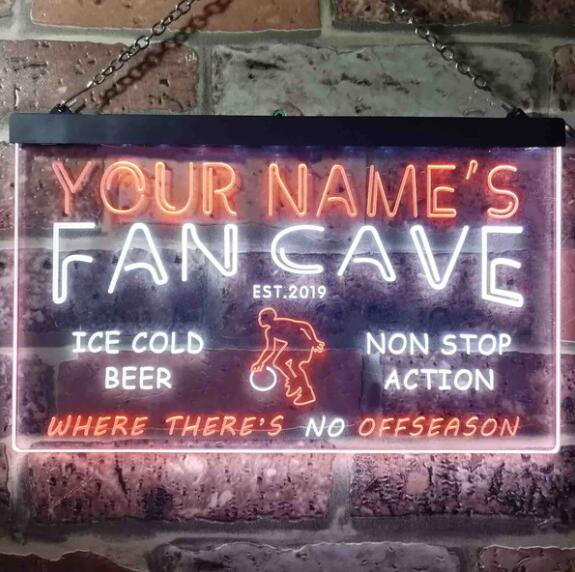 YOUR NAME'S
FAN CAVE
EST.2019
ICE COLD
BEER
NON STOP
ACTION
WHERE THERE'S NO OFFSEASON